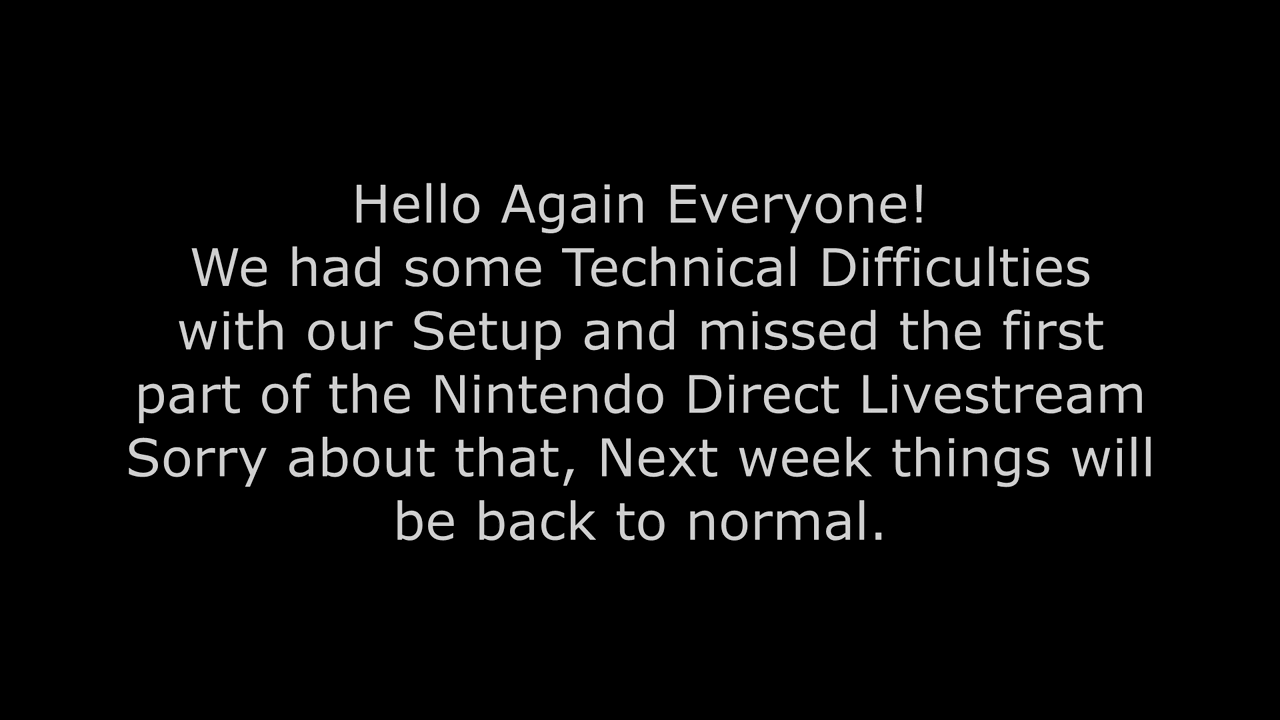 Hello Again Everyone!
We had some Technical Difficulties
with our Setup and missed the first
part of the Nintendo Direct Livestream
Sorry about that, Next week things will
be back to normal.